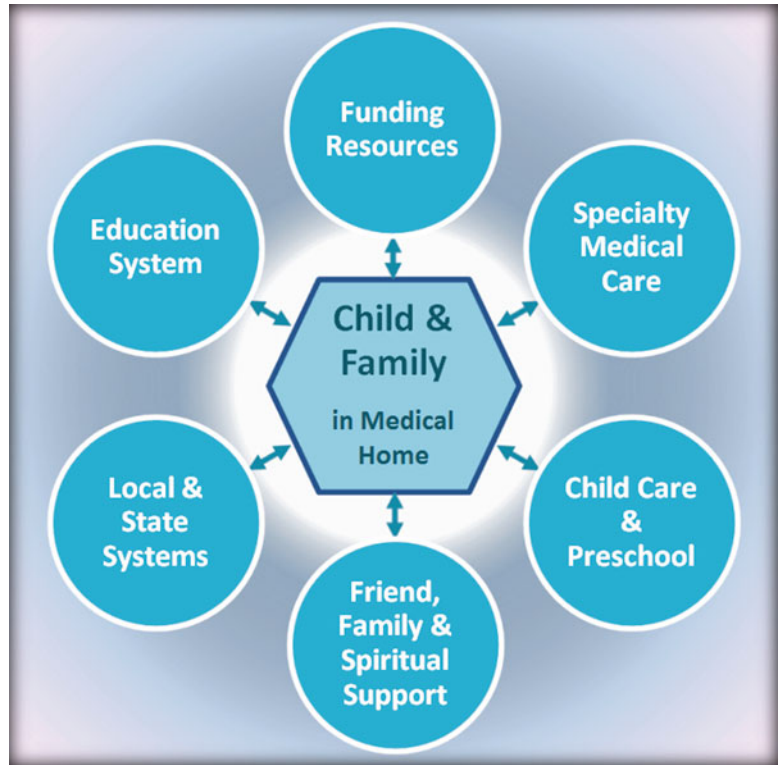 Funding
Resources
Specialty
Medical
Care
Child Care
&
Preschool
Friend,
Family &
Spiritual
Support
Local &
State
Systems
Education
System
Child &
Family
in Medical
Home